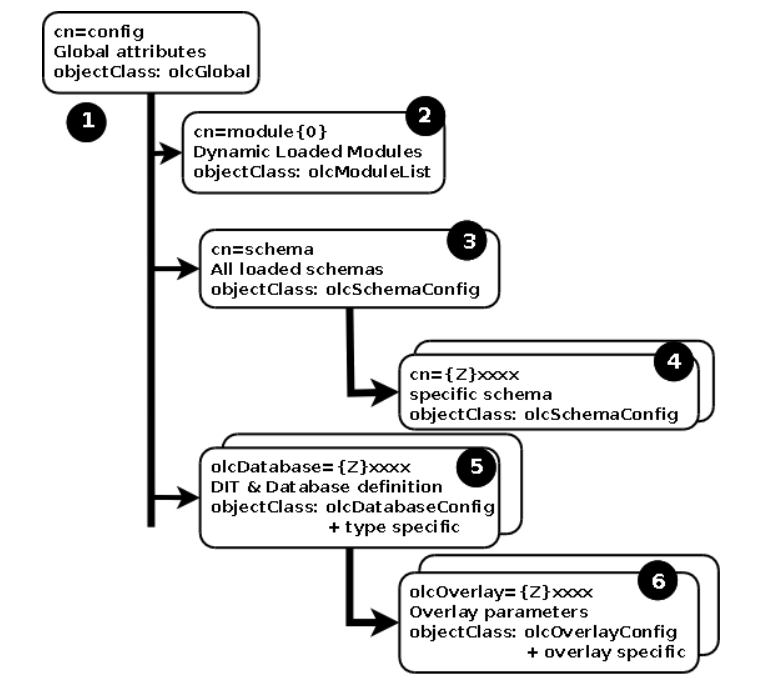 cn=config
Global attributes
objectClass: olcGlobal
1
2
cn=module{0}
Dynamic Loaded Modules
objectClass: olcModuleList
3
cn=schema
All loaded schemas
objectClass: olcSchemaConfig
4
cn={Z}xxxx
specific schema
objectClass: olcSchemaConfig
5
olcDatabase={Z}xxxx
DIT & Database definition
objectClass: olcDatabaseConfig
+ type specific
6
olcOverlay={Z}xxxx
Overlay parameters
objectClass: olcOverlayConfig
+ overlay specific